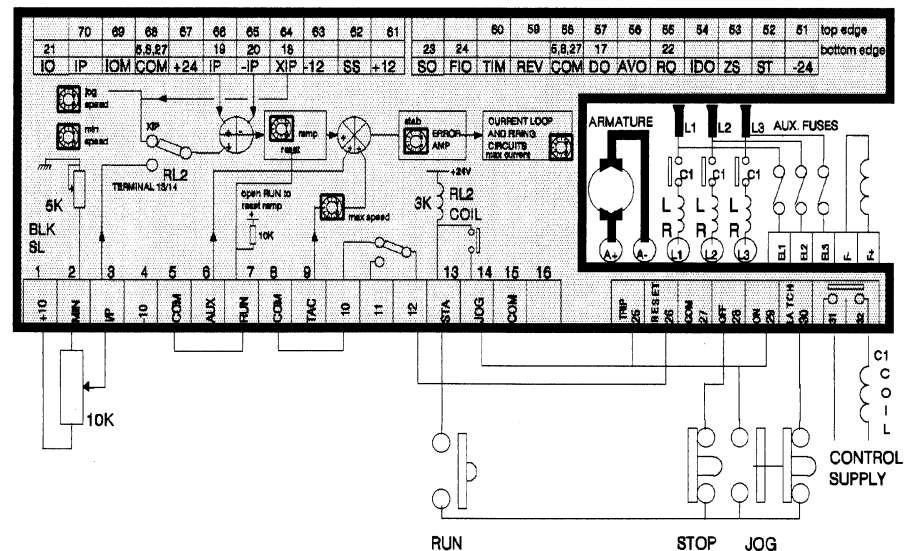 70 69 68 67 66 65 64 63 62 61 60 59 58 57 56 55 54 53 52 51 top edge
21 5,8,27 19 20 18 23 24 5,8,27 17 22 bottom edge
IO IP IOM COM +24 IP -IP XIP -12 SS +12 SO FIO TIM REV COM DO AVO RO IDO ZS ST -24
jog speed
min speed
XIP
RL2
TERMINAL 13/14
5K
BLK
SL
+ -
ramp
reset
open RUN to
reset ramp
+
10K
max speed
stab
ERROR
AMP
CURRENT LOOP
AND FIRING
CIRCUITS
max current
+24V
3K
RL2
COIL
ARMATURE
A+ A-
L1 L2 L3 AUX. FUSES
C1 C1 C1
L L L
R R R
L1 L2 L3 EL1 EL2 EL3 F- F+
1 2 3 4 5 6 7 8 9 10 11 12 13 14 15 16
+10 MIN I/P -10 COM AUX RUN COM TAC STA JOG COM
TRIP 25 RESET 26 COM 27 OFF 28 ON 29 LATCH 30 31 32
10K
C1
COIL
CONTROL
SUPPLY
RUN STOP JOG